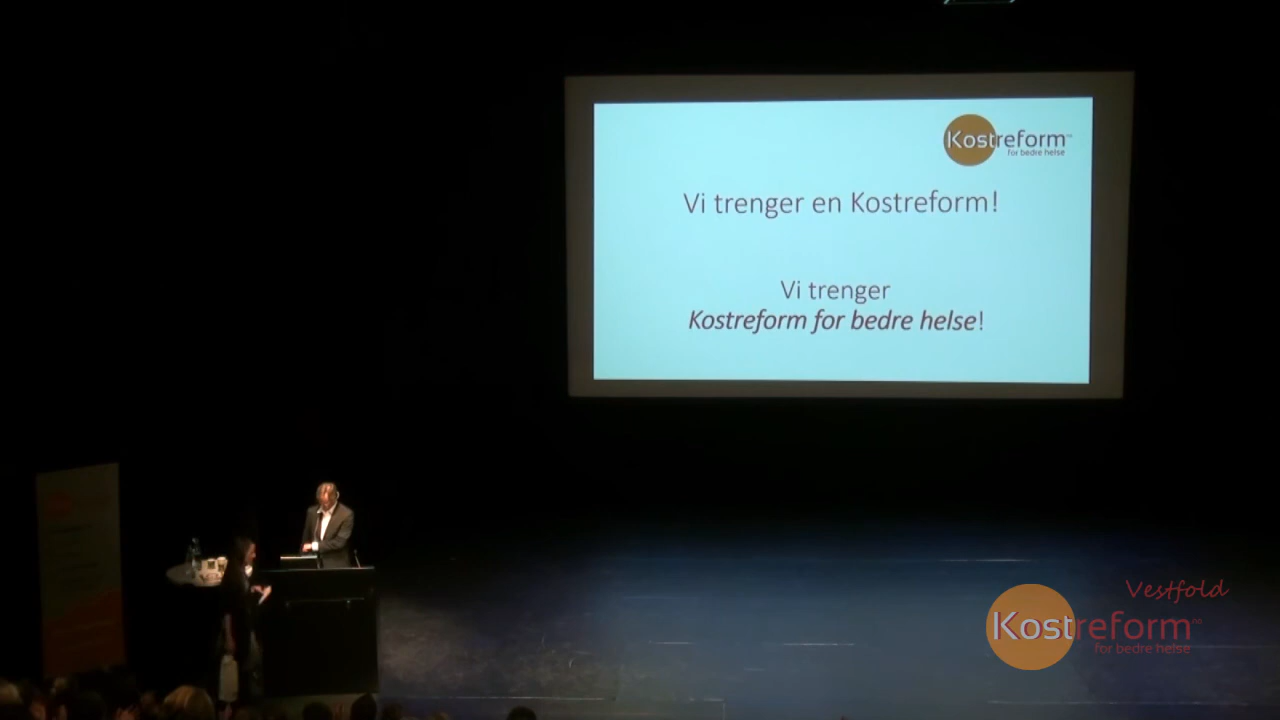 Kostreform
for bedre helse
Vi trenger en Kostreform!
Vi trenger
Kostreform for bedre helse!
Vestfold
Kostreform
for bedre helse